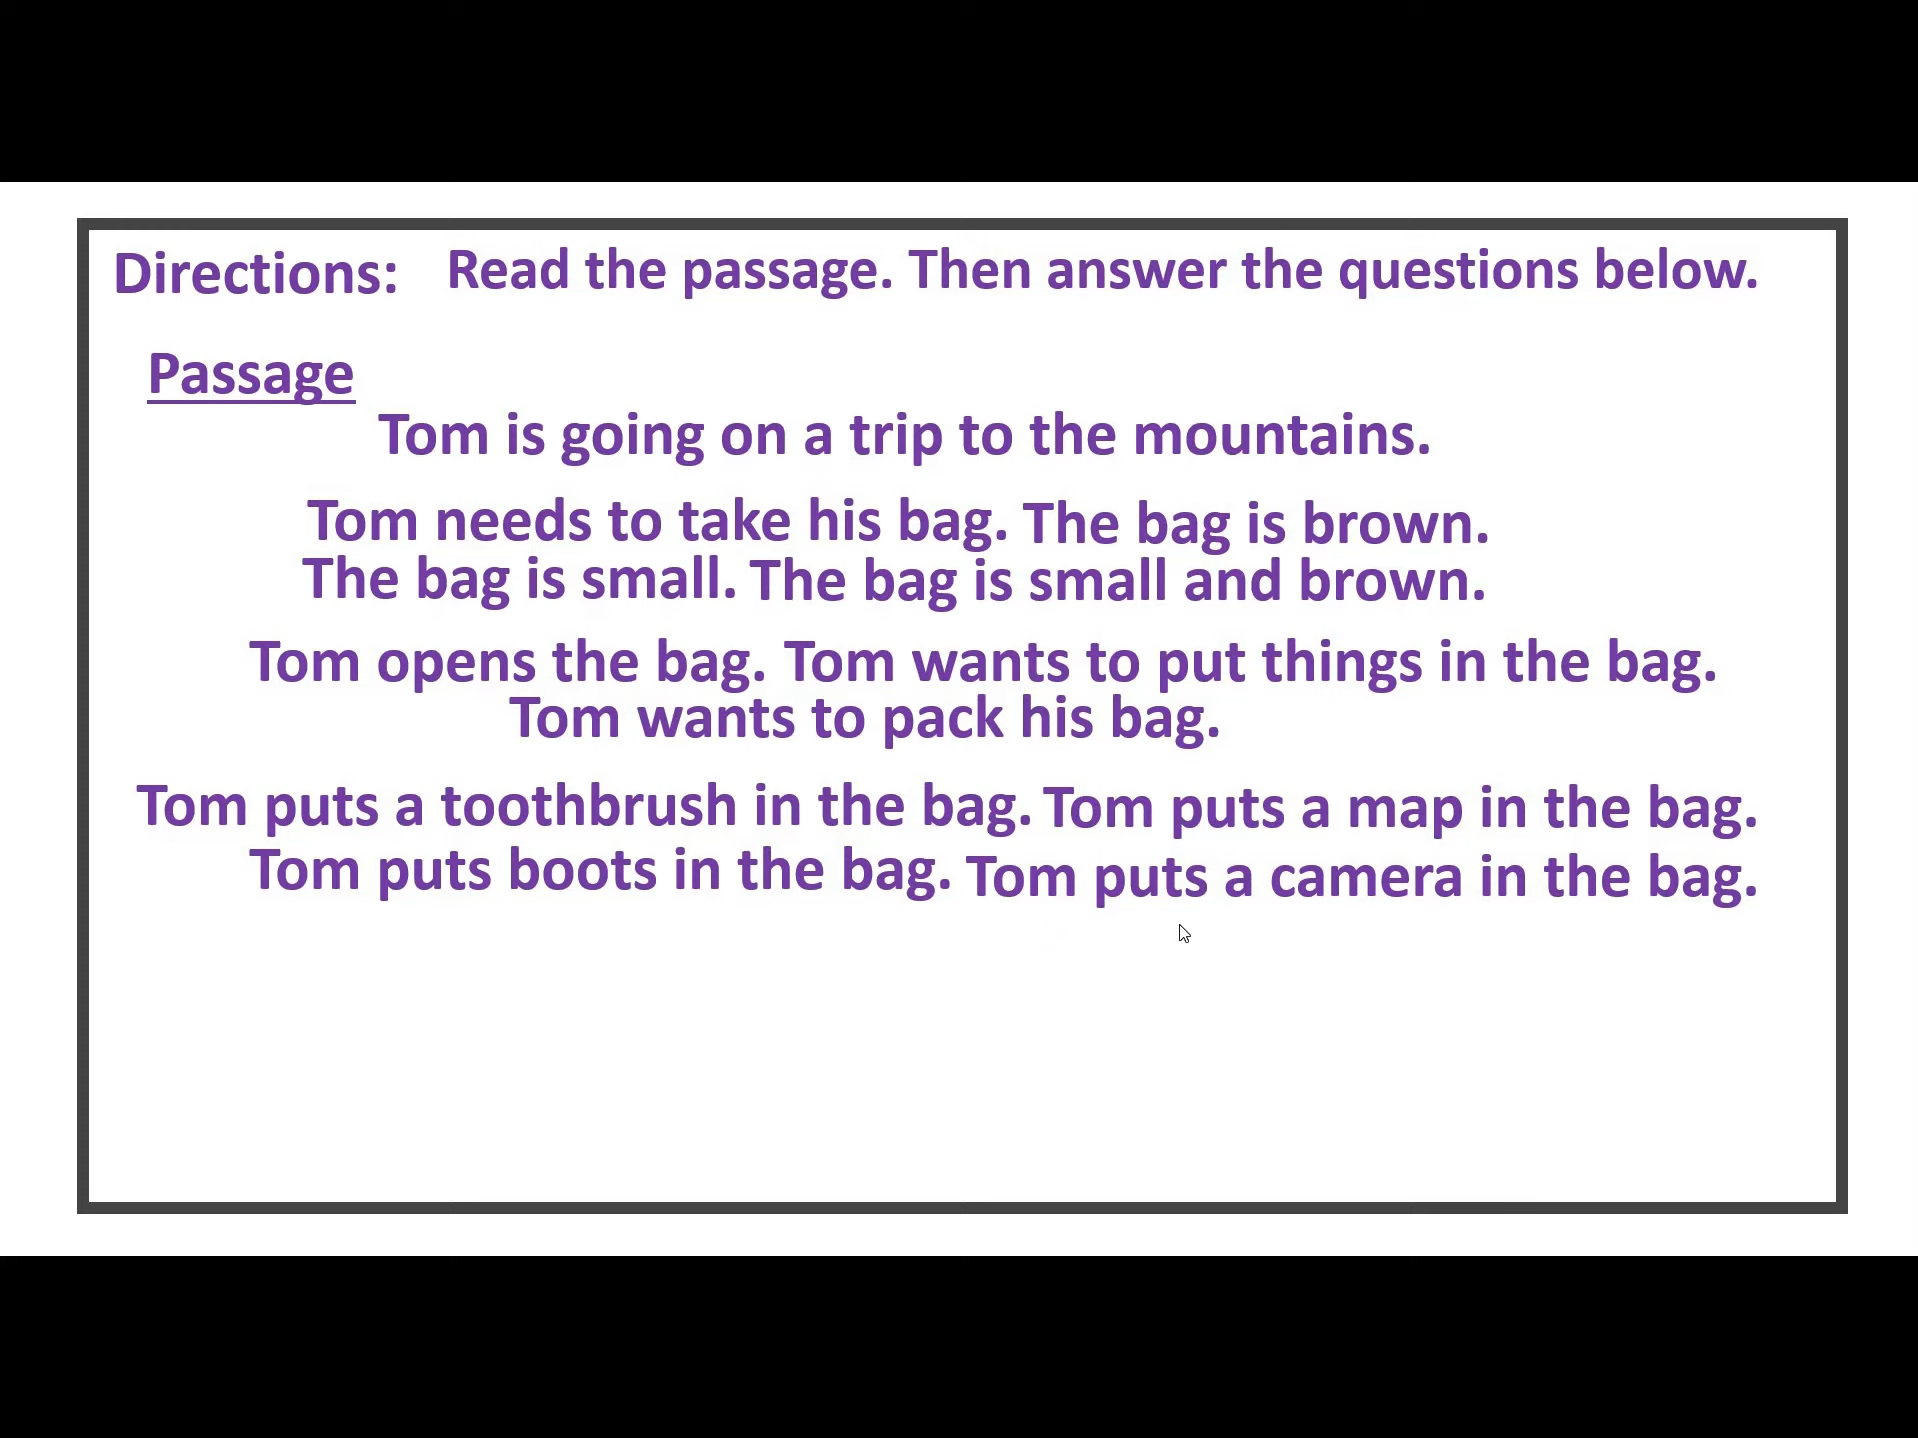 Directions: Read the passage. Then answer the questions below.
Passage
Tom is going on a trip to the mountains.
Tom needs to take his bag. The bag is brown.
The bag is small. The bag is small and brown.
Tom opens the bag. Tom wants to put things in the bag.
Tom wants to pack his bag.
Tom puts a toothbrush in the bag. Tom puts a map in the bag.
Tom puts boots in the bag. Tom puts a camera in the bag.